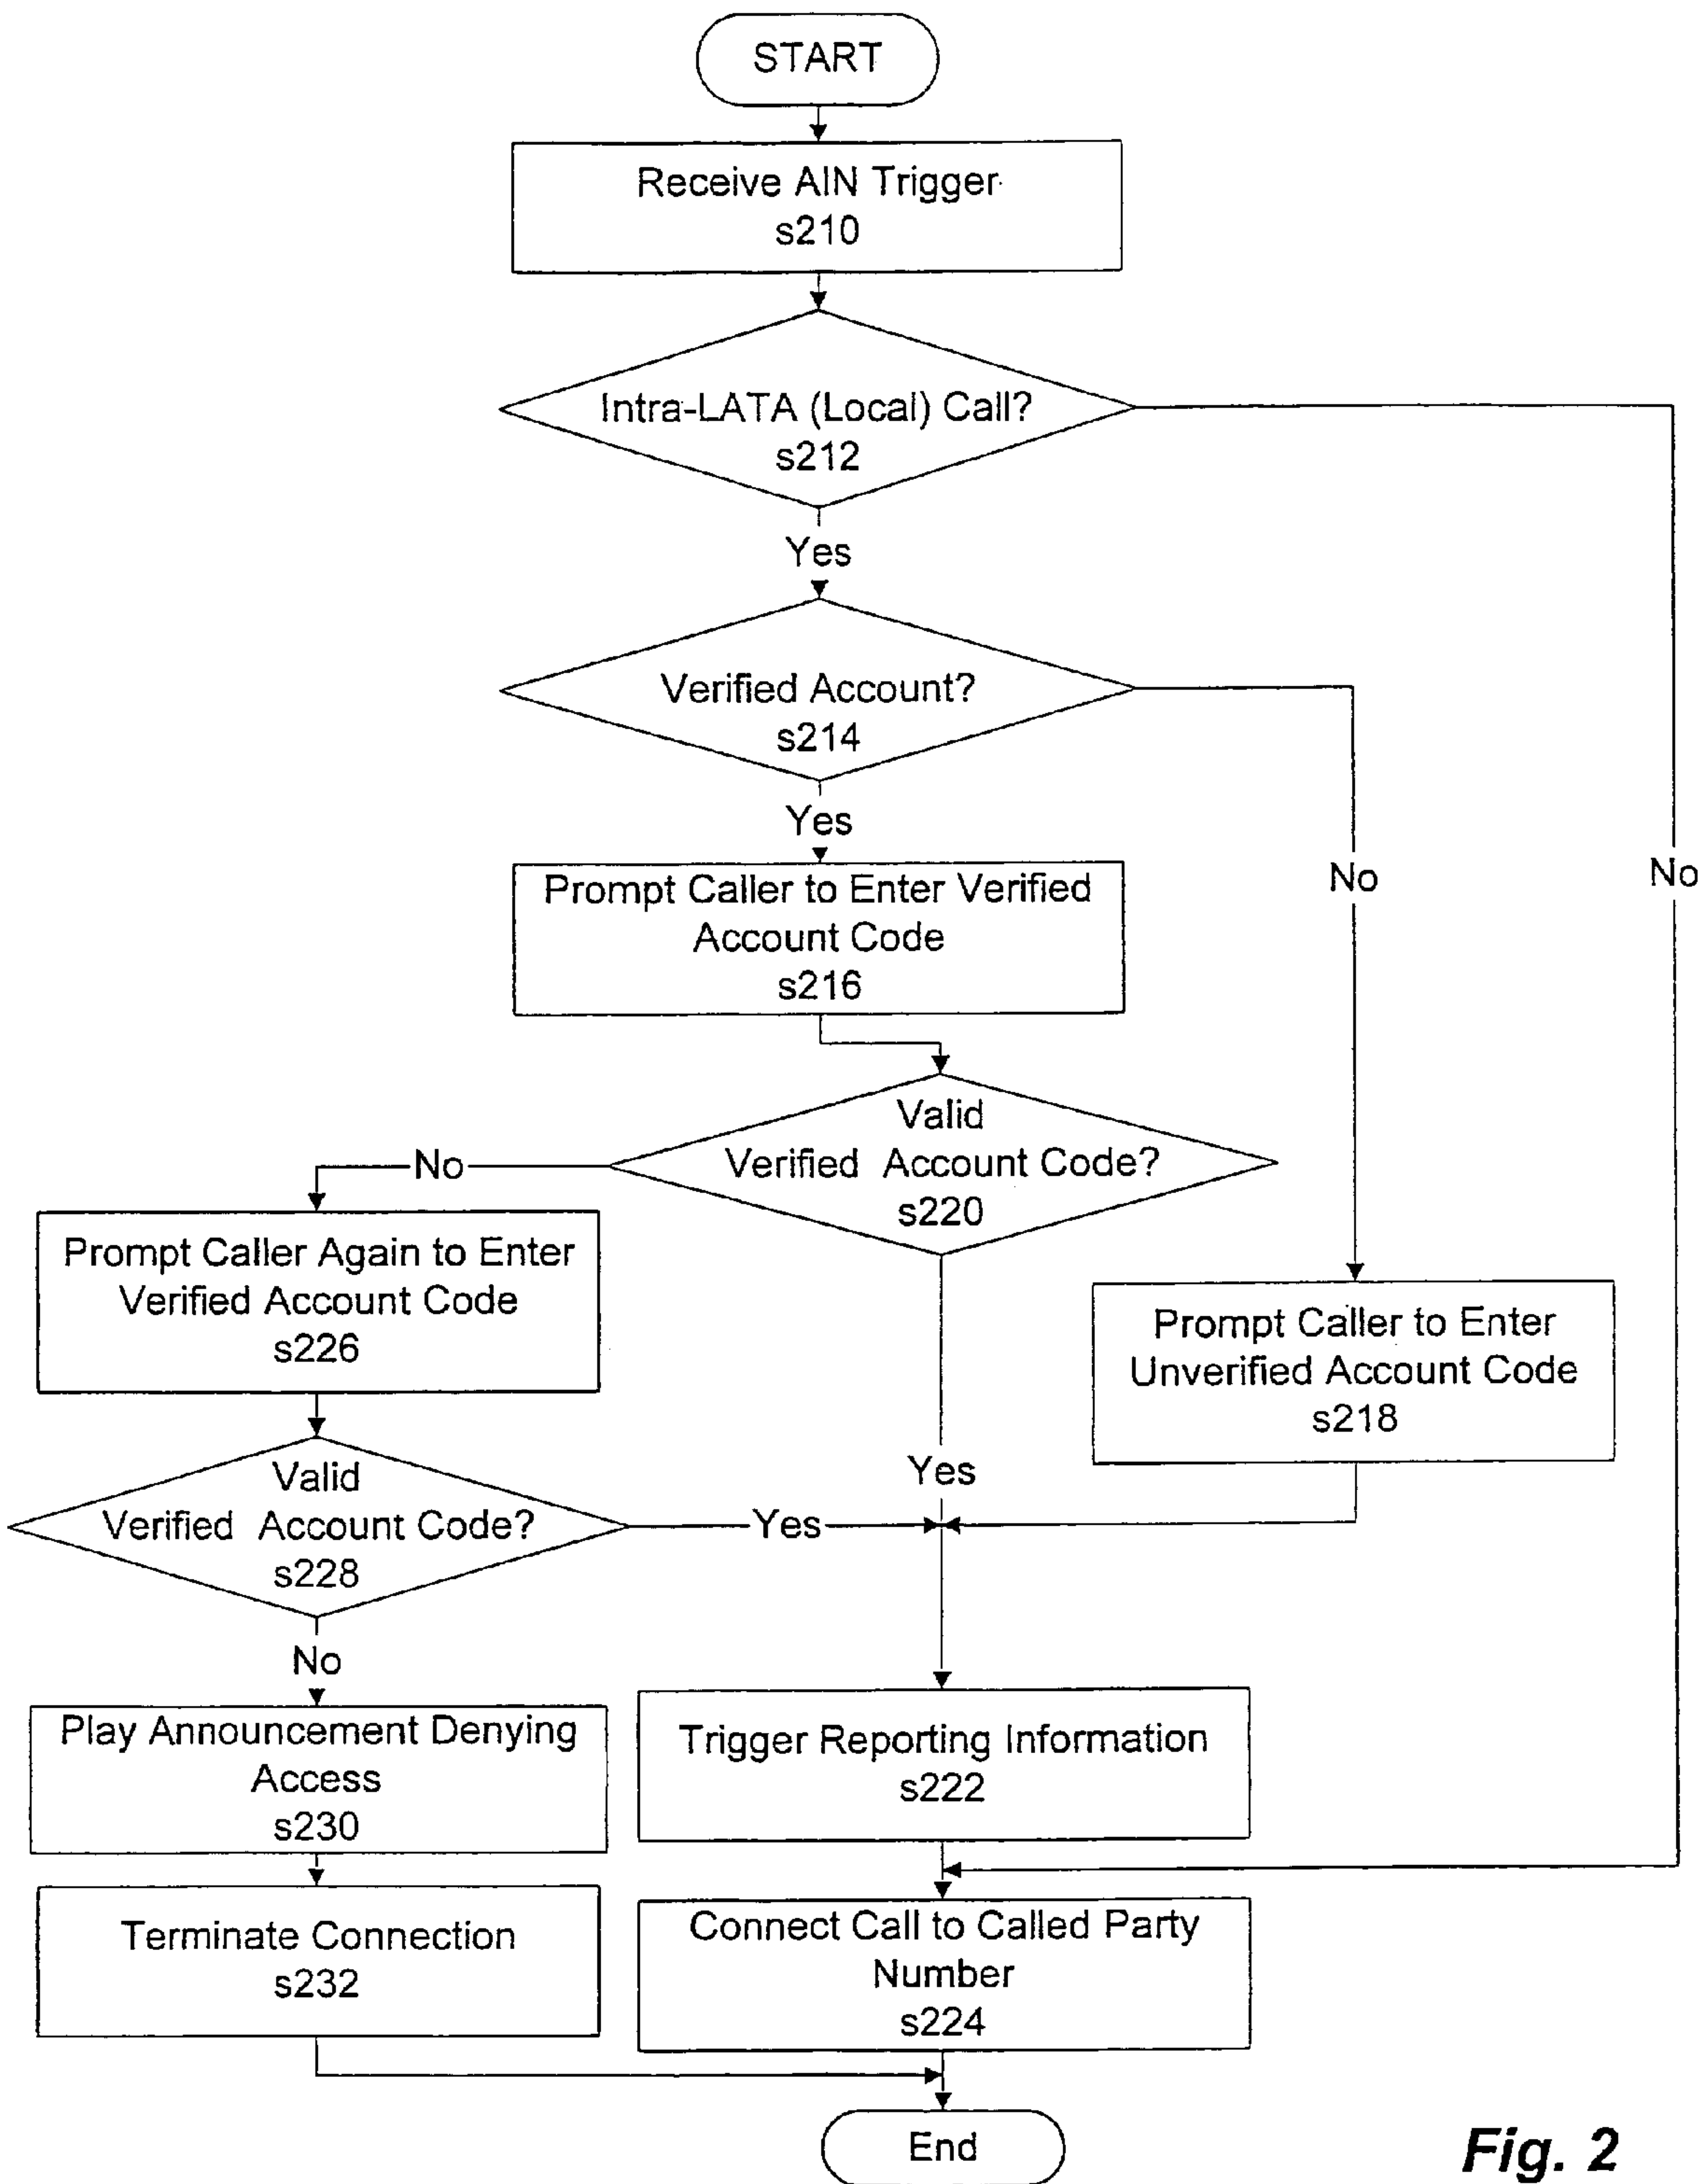 START
Receive AIN Trigger
s210
Intra-LATA (Local) Call?
s212
Yes
Verified Account?
s214
Yes
No
No
Prompt Caller to Enter Verified
Account Code
s216
Valid
Verified Account Code?
s220
No
Prompt Caller Again to Enter
Verified Account Code
s226
Prompt Caller to Enter
Unverified Account Code
s218
Yes
Valid
Verified Account Code?
s228
Yes
No
Play Announcement Denying
Access
s230
Trigger Reporting Information
s222
Terminate Connection
s232
Connect Call to Called Party
Number
s224
End
Fig. 2